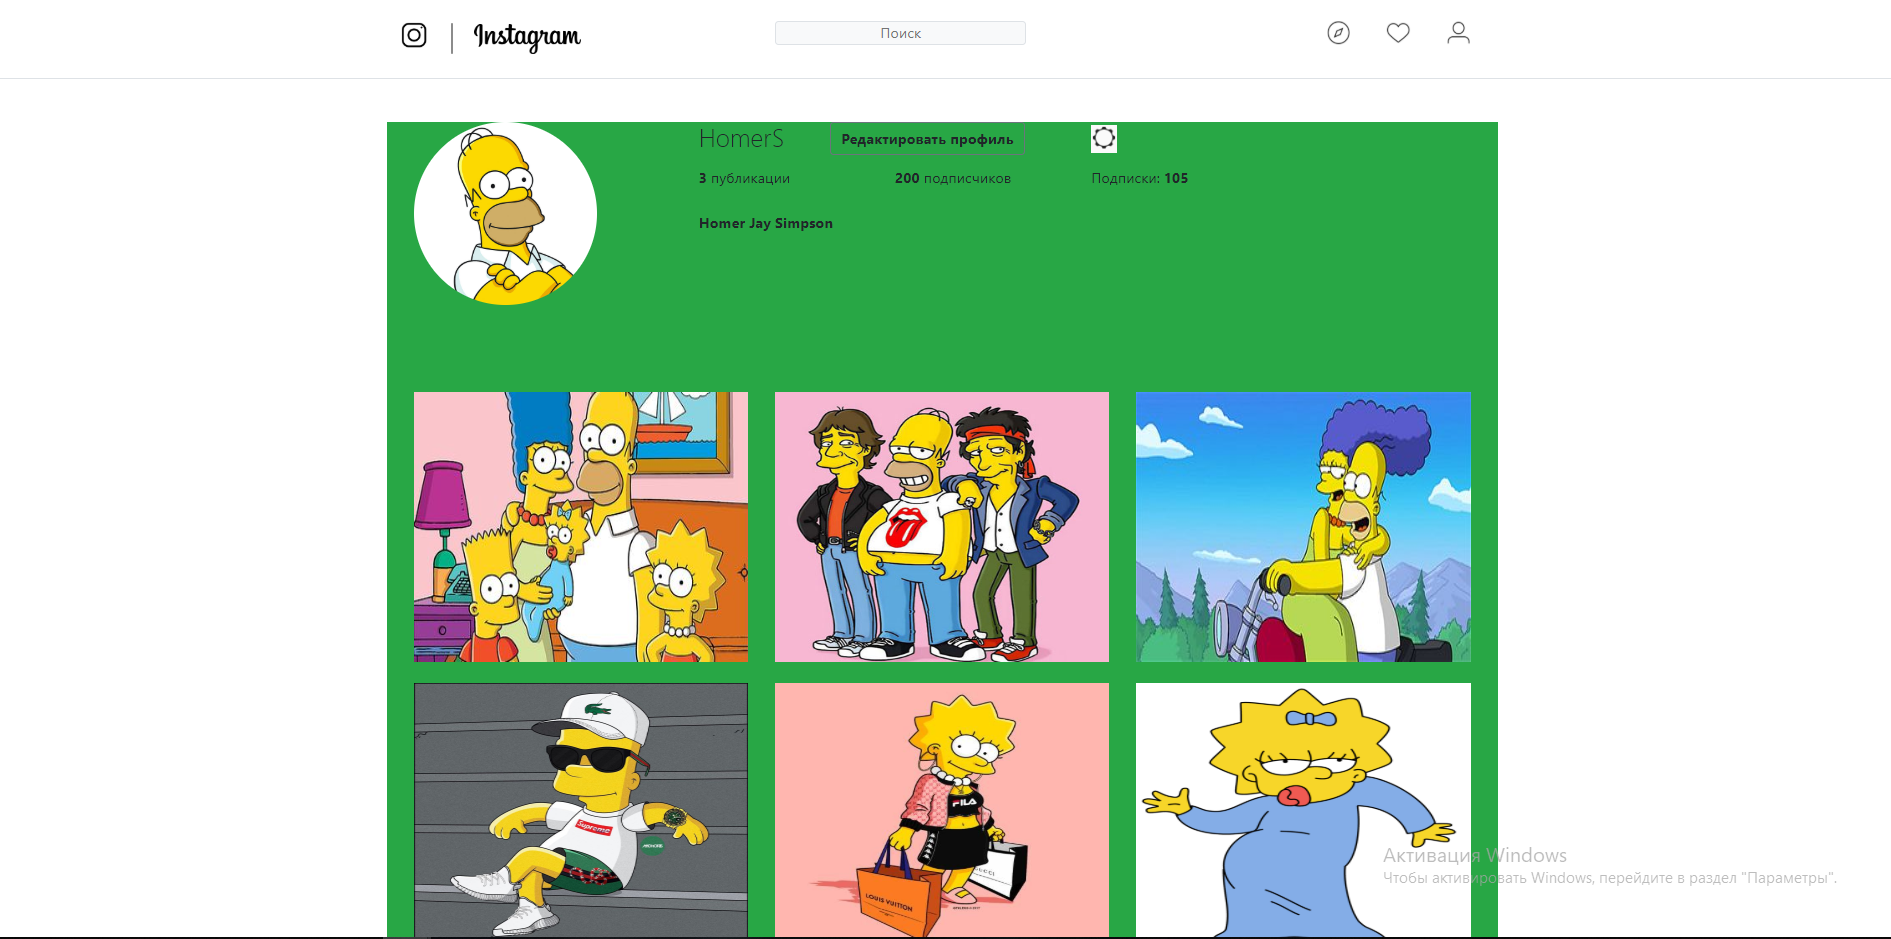 Instagram
Поиск
HomerS
Редактировать профиль
3 публикации
200 подписчиков
Подписки: 105
Homer Jay Simpson
Supreme
FILA
GUCCI
LOUIS VUITTON
Активация Windows
Чтобы активировать Windows, перейдите в раздел "Параметры".